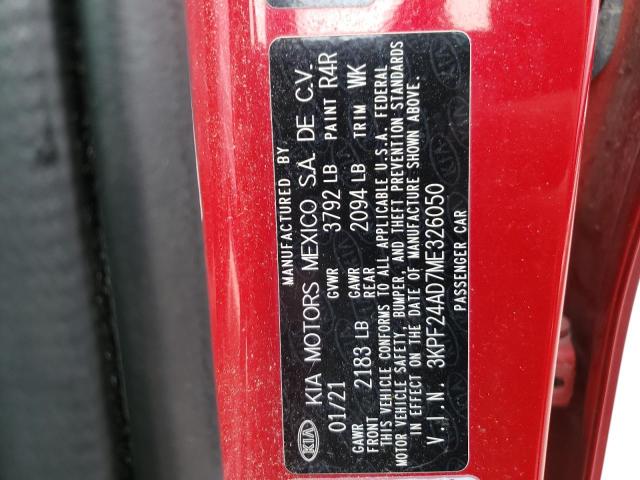 MANUFACTURED BY
KIA KIA MOTORS MEXICO S.A. DE C.V.
01/21 GVWR 3792 LB PAINT R4R
GAWR FRONT 2183 LB GAWR REAR 2094 LB TRIM WK
THIS VEHICLE CONFORMS TO ALL APPLICABLE U.S.A. FEDERAL
MOTOR VEHICLE SAFETY, BUMPER, AND THEFT PREVENTION STANDARDS
IN EFFECT ON THE DATE OF MANUFACTURE SHOWN ABOVE.
V.I.N. 3KPF24AD7ME326050
PASSENGER CAR